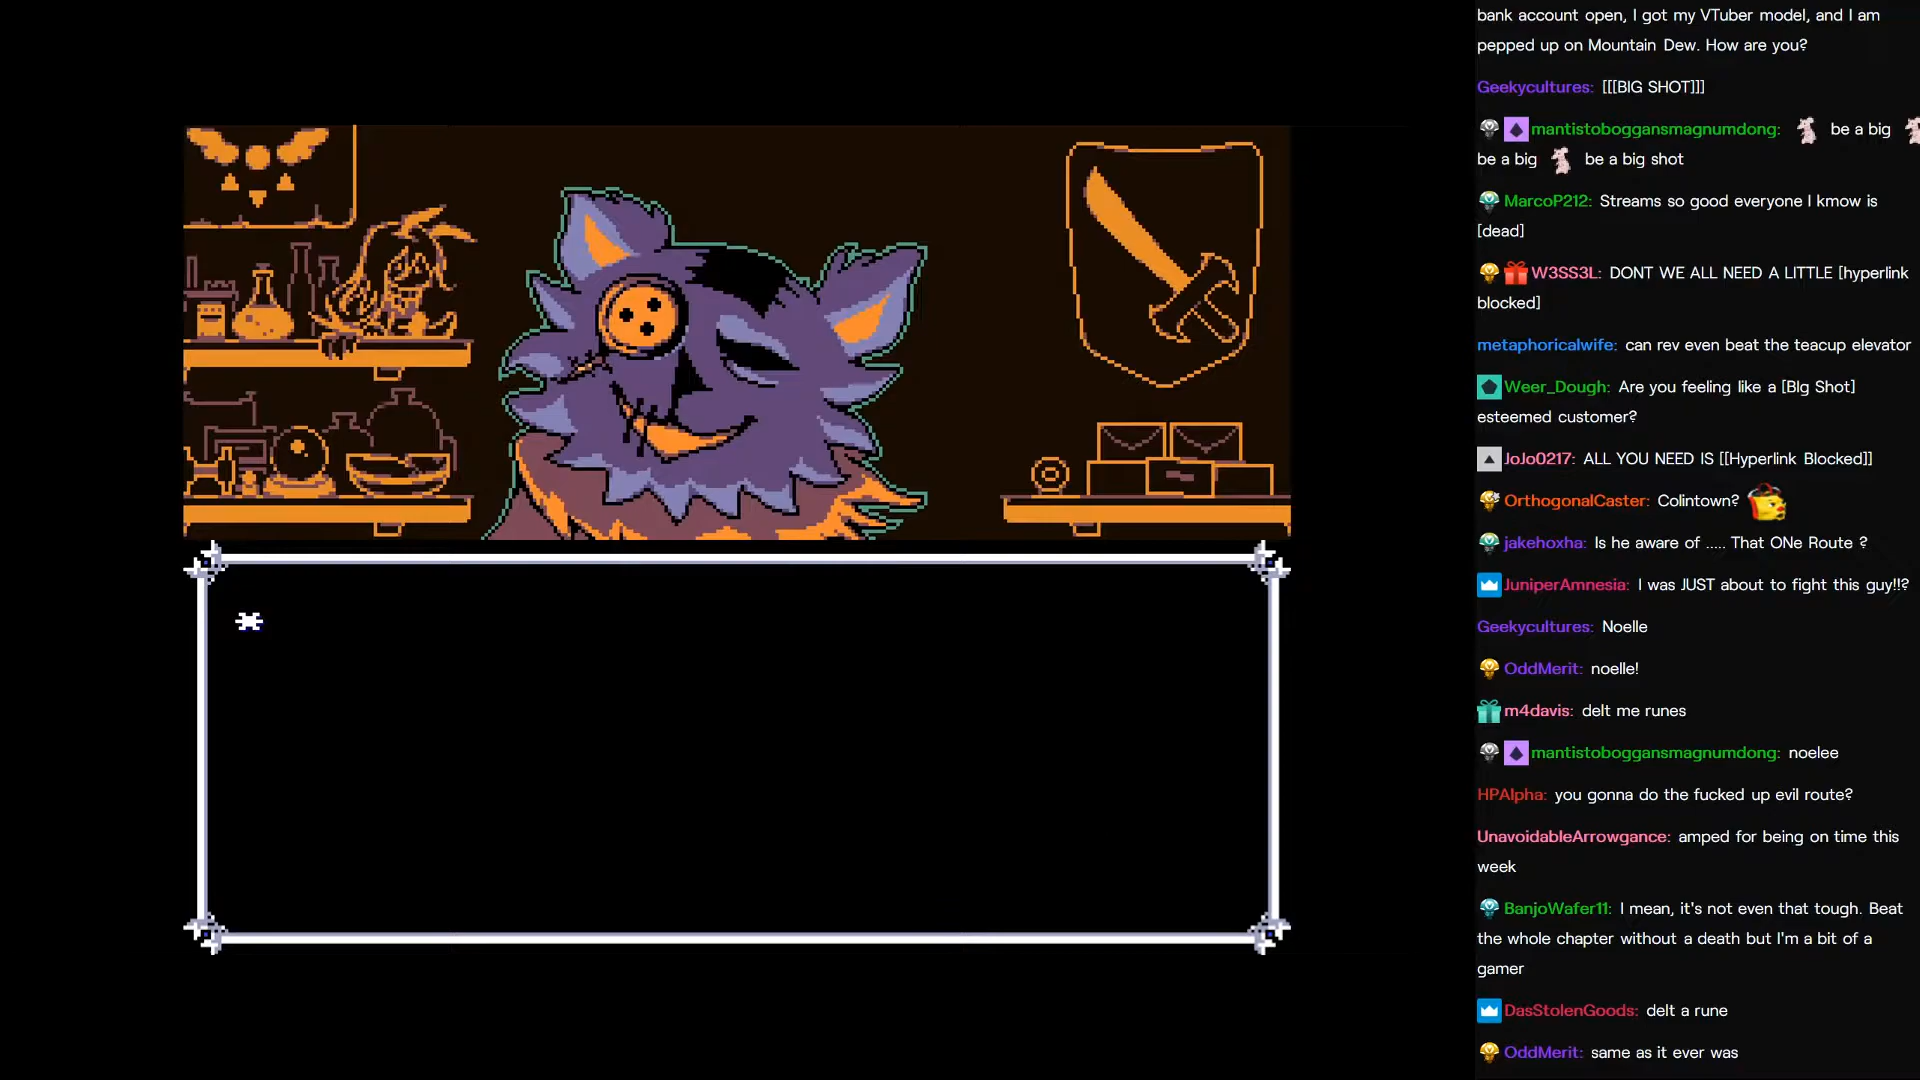 bank account open, I got my VTuber model, and I am
pepped up on Mountain Dew. How are you?
Geekycultures: [[[BIG SHOT]]]
mantistoboggansmagnumdong: be a big
be a big be a big shot
MarcoP212: Streams so good everyone I kmow is
[dead]
W3SS3L: DONT WE ALL NEED A LITTLE [hyperlink
blocked]
metaphoricalwife: can rev even beat the teacup elevator
Weer_Dough: Are you feeling like a [BIg Shot]
esteemed customer?
JoJo0217: ALL YOU NEED IS [[Hyperlink Blocked]]
OrthogonalCaster: Colintown?
jakehoxha: Is he aware of ..... That ONe Route ?
JuniperAmnesia: I was JUST about to fight this guy!!?
Geekycultures: Noelle
OddMerit: noelle!
m4davis: delt me runes
mantistoboggansmagnumdong: noelee
HPAlpha: you gonna do the fucked up evil route?
UnavoidableArrowgance: amped for being on time this
week
BanjoWafer11: I mean, it's not even that tough. Beat
the whole chapter without a death but I'm a bit of a
gamer
DasStolenGoods: delt a rune
OddMerit: same as it ever was
*